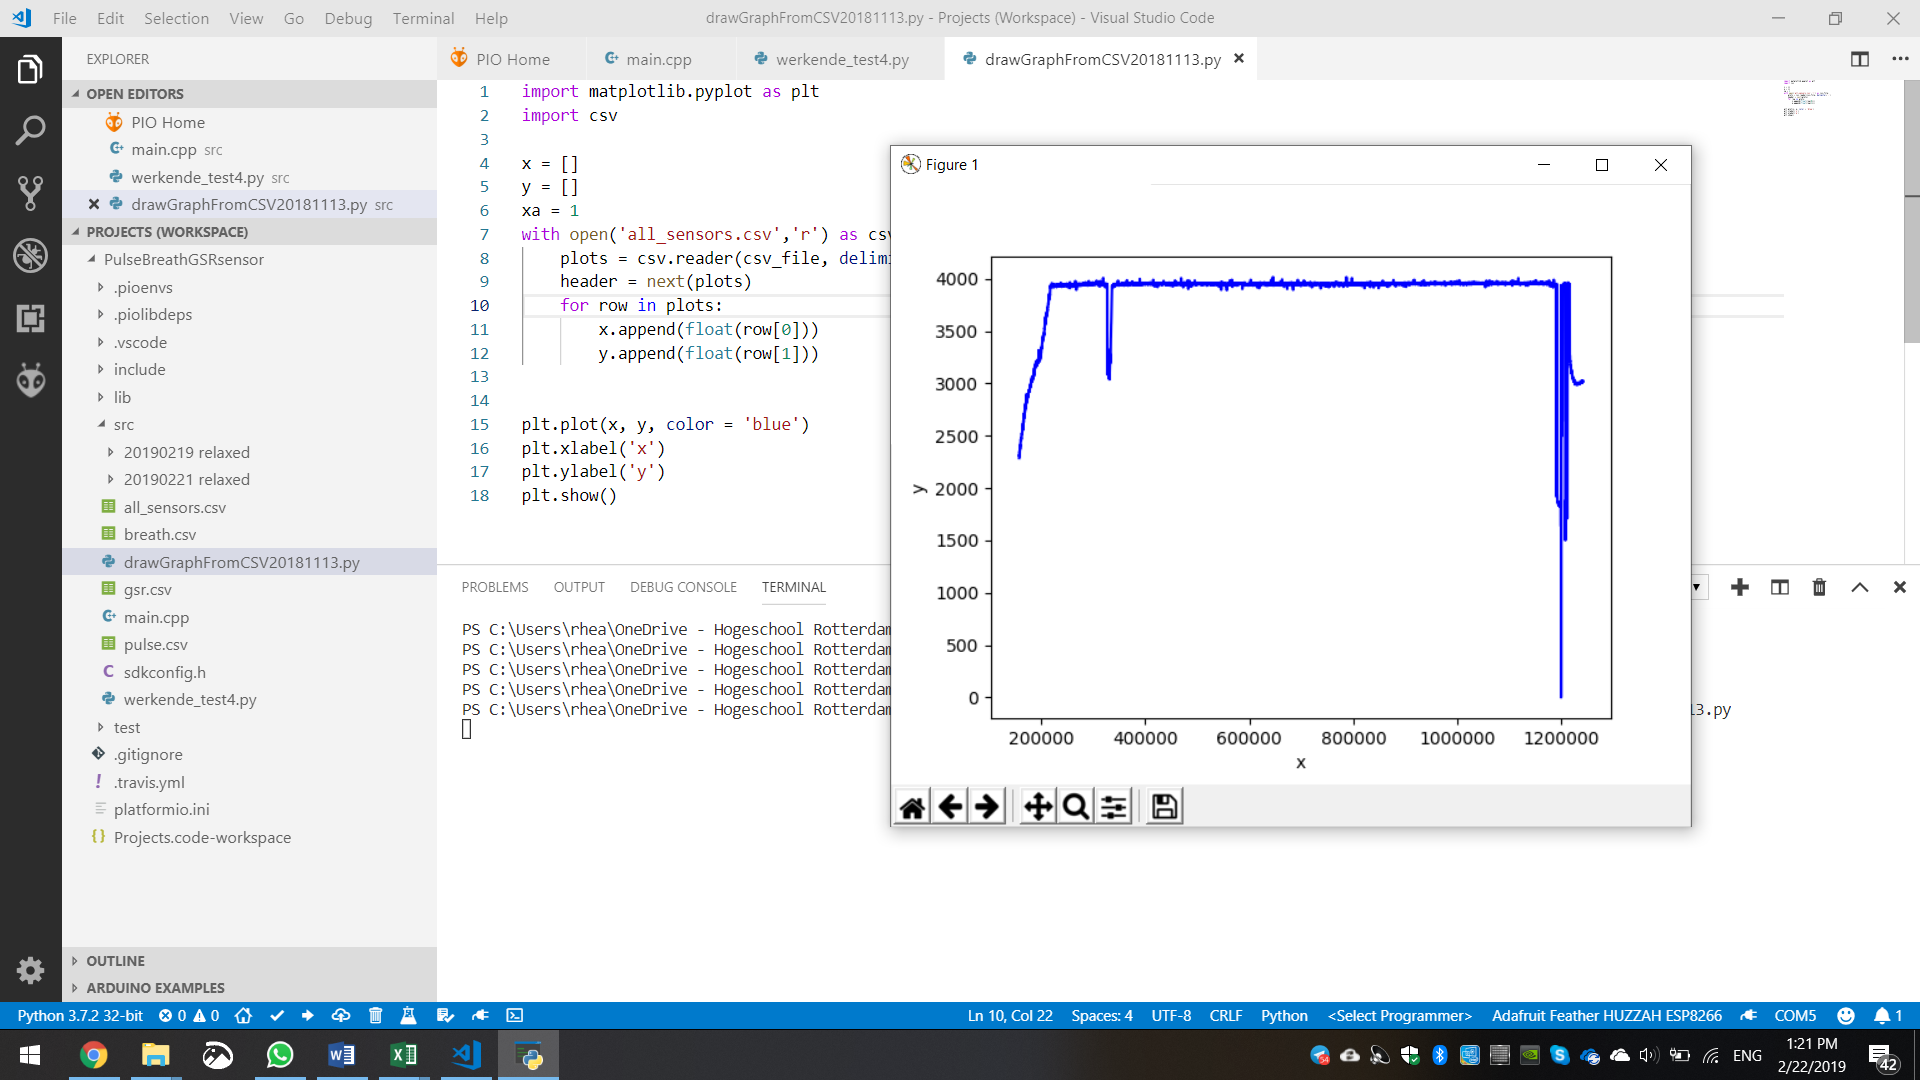 File Edit Selection View Go Debug Terminal Help
drawGraphFromCSV20181113.py - Projects (Workspace) - Visual Studio Code
EXPLORER
OPEN EDITORS
PIO Home
main.cpp src
werkende_test4.py src
drawGraphFromCSV20181113.py src
PROJECTS (WORKSPACE)
PulseBreathGSRsensor
.pioenvs
.piolibdeps
.vscode
include
lib
src
20190219 relaxed
20190221 relaxed
all_sensors.csv
breath.csv
drawGraphFromCSV20181113.py
gsr.csv
main.cpp
pulse.csv
sdkconfig.h
werkende_test4.py
test
.gitignore
.travis.yml
platformio.ini
Projects.code-workspace
OUTLINE
ARDUINO EXAMPLES
PIO Home main.cpp werkende_test4.py drawGraphFromCSV20181113.py
1 import matplotlib.pyplot as plt
2 import csv
3
4 x = []
5 y = []
6 xa = 1
7 with open('all_sensors.csv','r') as csv
8 plots = csv.reader(csv_file, delimi
9 header = next(plots)
10 for row in plots:
11 x.append(float(row[0]))
12 y.append(float(row[1]))
13
14
15 plt.plot(x, y, color = 'blue')
16 plt.xlabel('x')
17 plt.ylabel('y')
18 plt.show()
PROBLEMS OUTPUT DEBUG CONSOLE TERMINAL
PS C:\Users\rhea\OneDrive - Hogeschool Rotterdam
PS C:\Users\rhea\OneDrive - Hogeschool Rotterdam
PS C:\Users\rhea\OneDrive - Hogeschool Rotterdam
PS C:\Users\rhea\OneDrive - Hogeschool Rotterdam
PS C:\Users\rhea\OneDrive - Hogeschool Rotterdam
13.py
Figure 1
4000
3500
3000
2500
2000
1500
1000
500
0
y
200000 400000 600000 800000 1000000 1200000
x
Python 3.7.2 32-bit 0 0
Ln 10, Col 22 Spaces: 4 UTF-8 CRLF Python <Select Programmer> Adafruit Feather HUZZAH ESP8266 COM5 1
ENG
1:21 PM
2/22/2019
42